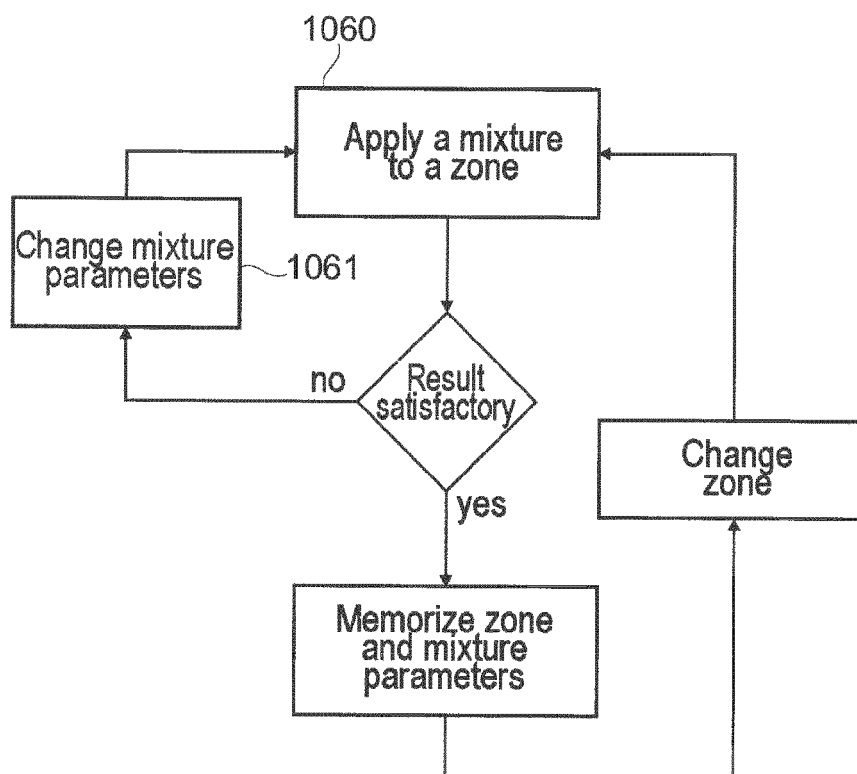 1060
Apply a mixture
to a zone
Change mixture
parameters
1061
no
Result
satisfactory
yes
Change
zone
Memorize zone
and mixture
parameters